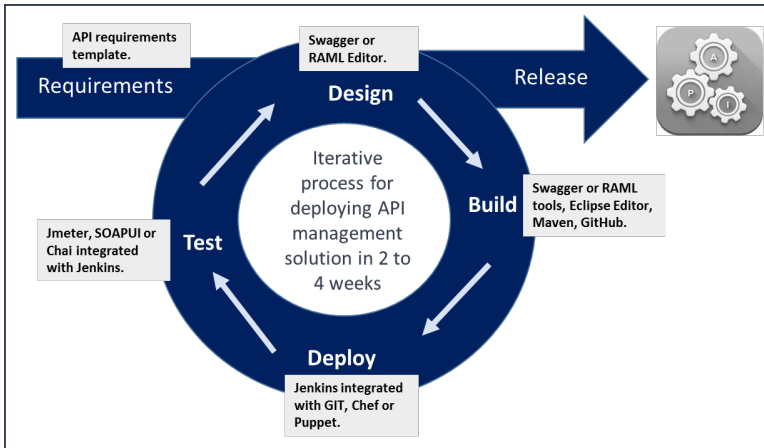 API requirements
template.
Requirements
Swagger or
RAML Editor.
Design
Release
A
P
I
Iterative
process for
deploying API
management
solution in 2 to
4 weeks
Build
Swagger or RAML
tools, Eclipse Editor,
Maven, GitHub.
Test
Jmeter, SOAPUI or
Chai integrated
with Jenkins.
Deploy
Jenkins integrated
with GIT, Chef or
Puppet.